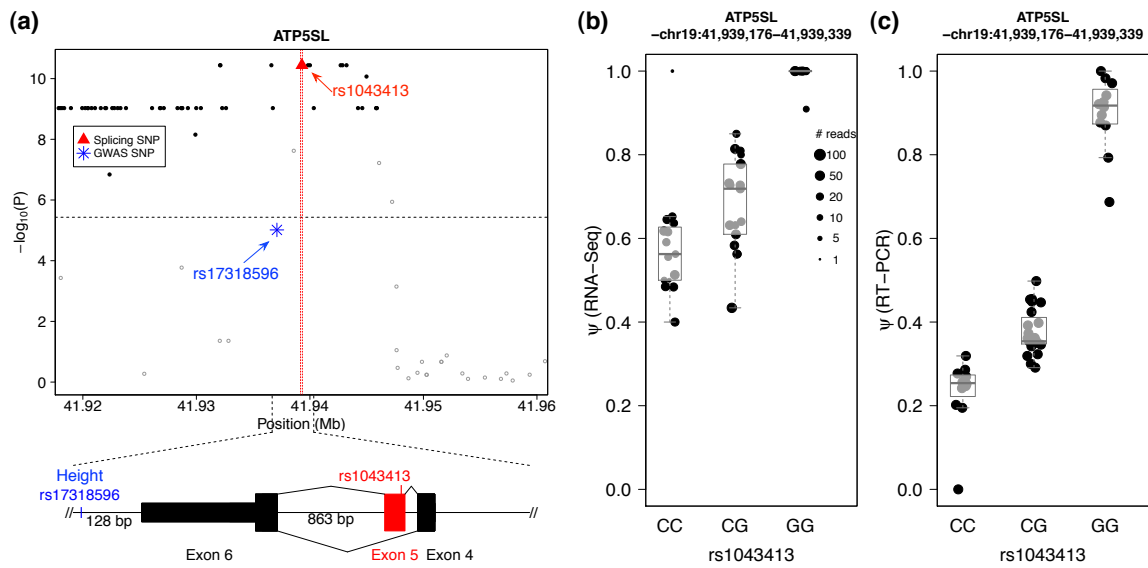 (a)
ATP5SL
−log10(P)
10
8
6
4
2
0
rs1043413
Splicing SNP
GWAS SNP
rs17318596
41.92
41.93
41.94
41.95
41.96
Position (Mb)
Height
rs17318596
rs1043413
//
128 bp
863 bp
//
Exon 6
Exon 5
Exon 4
(b)
ATP5SL
−chr19:41,939,176−41,939,339
ψ (RNA−Seq)
1.0
0.8
0.6
0.4
0.2
0.0
# reads
100
50
20
10
5
1
CC
CG
GG
rs1043413
(c)
ATP5SL
−chr19:41,939,176−41,939,339
ψ (RT−PCR)
1.0
0.8
0.6
0.4
0.2
0.0
CC
CG
GG
rs1043413